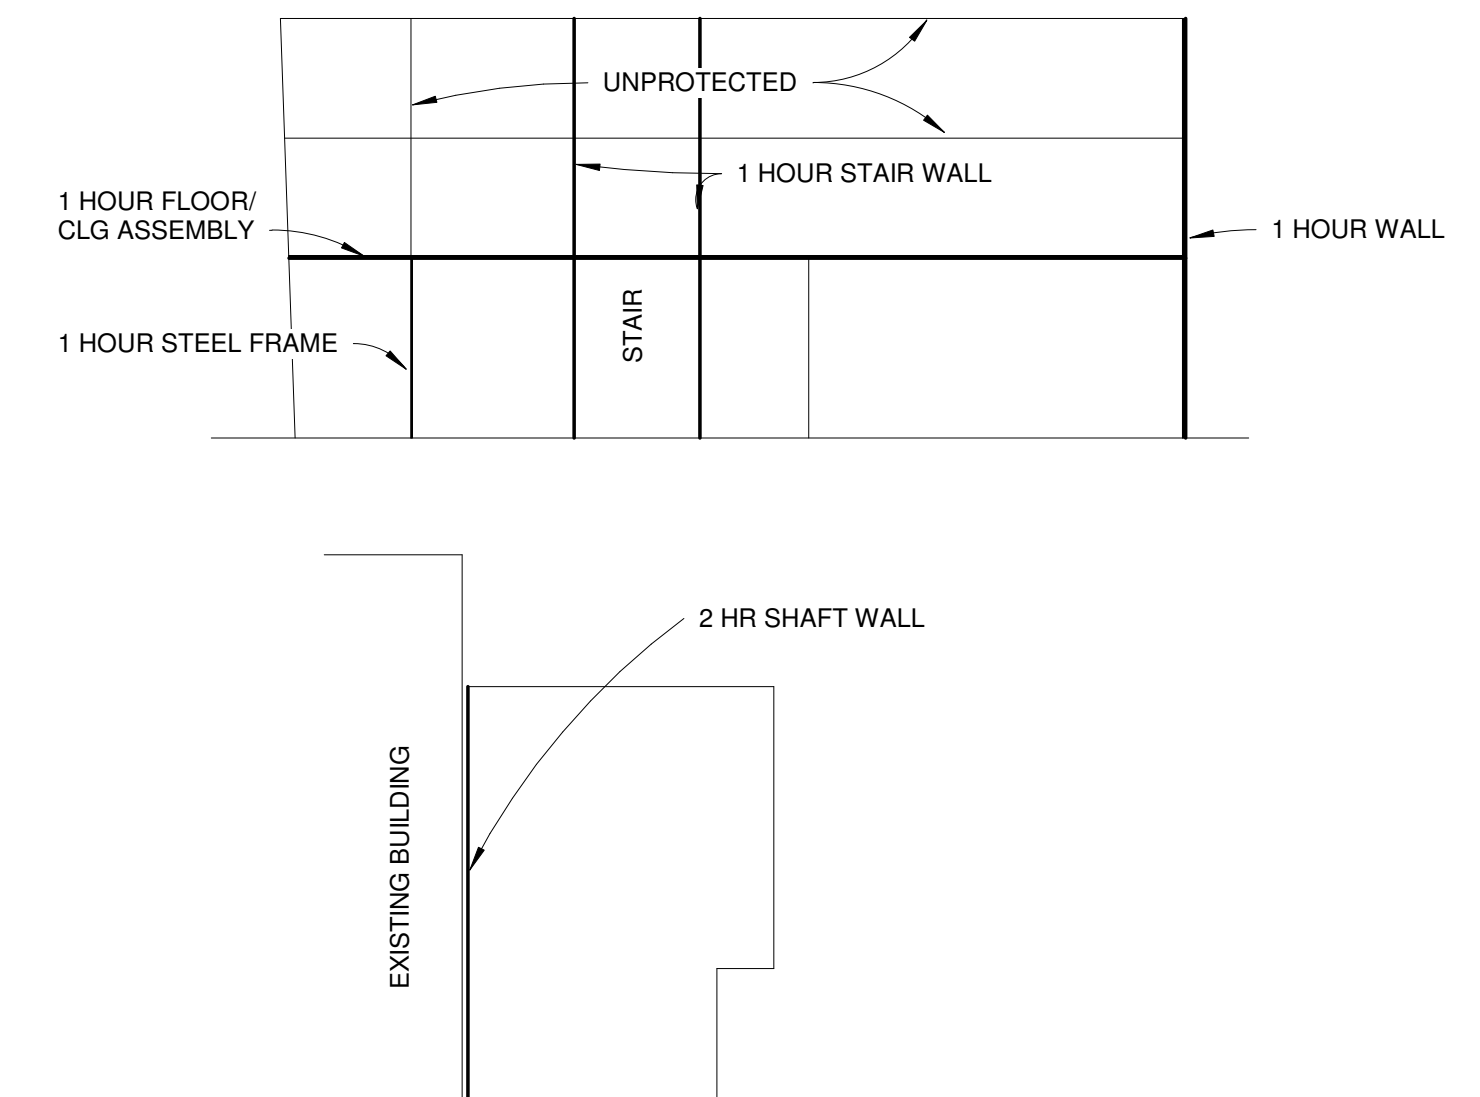 UNPROTECTED
1 HOUR STAIR WALL
1 HOUR FLOOR/
CLG ASSEMBLY
1 HOUR WALL
STAIR
1 HOUR STEEL FRAME
2 HR SHAFT WALL
EXISTING BUILDING